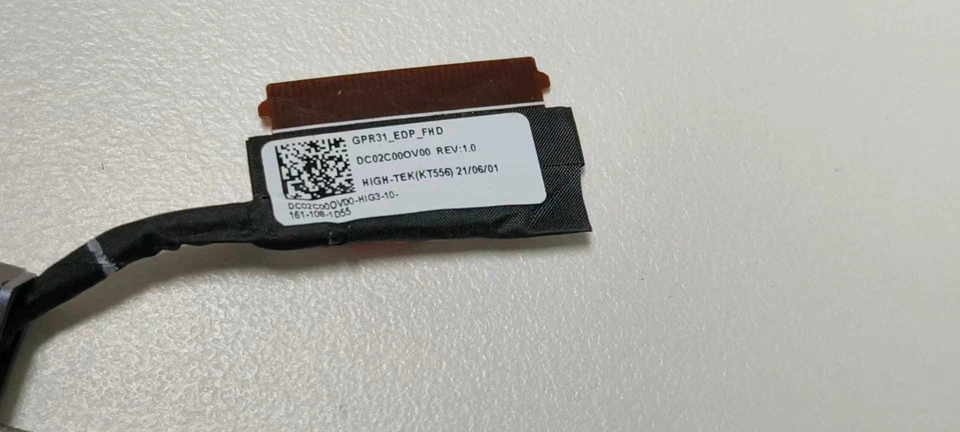 GPR31_EDP_FHD
DC02C00OV00 REV:1.0
HIGH-TEK(KT556) 21/06/01
DC02C00OV00-HIG3-10-
161-108-1D55